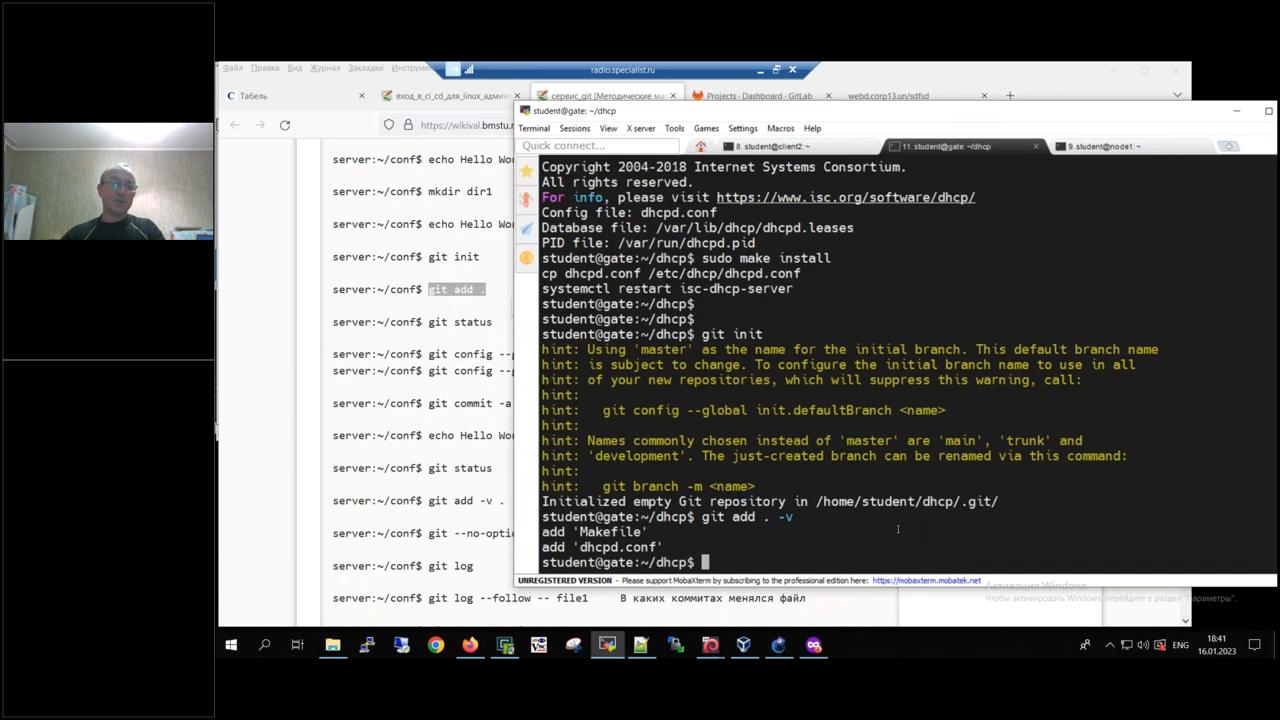 Файл Правка Вид Журнал Закладки Инструмен
radio.specialist.ru
Табель
вход_в_ci_cd_для_linux_админ
сервис_git [Методические ма
Projects · Dashboard · GitLab
webd.corp13.un/sdfsd
https://wikival.bmstu.r
server:~/conf$ echo Hello Wor
server:~/conf$ mkdir dir1
server:~/conf$ echo Hello Wor
server:~/conf$ git init
server:~/conf$ git add .
server:~/conf$ git status
server:~/conf$ git config --g
server:~/conf$ git config --g
server:~/conf$ git commit -a
server:~/conf$ echo Hello Wor
server:~/conf$ git status
server:~/conf$ git add -v .
server:~/conf$ git --no-optio
server:~/conf$ git log
server:~/conf$ git log --follow -- file1 В каких коммитах менялся файл
student@gate: ~/dhcp
Terminal Sessions View X server Tools Games Settings Macros Help
Quick connect...
8. student@client2: ~
11. student@gate: ~/dhcp
9.student@node1: ~
Copyright 2004-2018 Internet Systems Consortium.
All rights reserved.
For info, please visit https://www.isc.org/software/dhcp/
Config file: dhcpd.conf
Database file: /var/lib/dhcp/dhcpd.leases
PID file: /var/run/dhcpd.pid
student@gate:~/dhcp$ sudo make install
cp dhcpd.conf /etc/dhcp/dhcpd.conf
systemctl restart isc-dhcp-server
student@gate:~/dhcp$
student@gate:~/dhcp$
student@gate:~/dhcp$ git init
hint: Using 'master' as the name for the initial branch. This default branch name
hint: is subject to change. To configure the initial branch name to use in all
hint: of your new repositories, which will suppress this warning, call:
hint:
hint: git config --global init.defaultBranch <name>
hint:
hint: Names commonly chosen instead of 'master' are 'main', 'trunk' and
hint: 'development'. The just-created branch can be renamed via this command:
hint:
hint: git branch -m <name>
Initialized empty Git repository in /home/student/dhcp/.git/
student@gate:~/dhcp$ git add . -v
add 'Makefile'
add 'dhcpd.conf'
student@gate:~/dhcp$
UNREGISTERED VERSION - Please support MobaXterm by subscribing to the professional edition here: https://mobaxterm.mobatek.net
Активация Windows
Чтобы активировать Windows, перейдите в раздел "Параметры".
ENG
18:41
16.01.2023